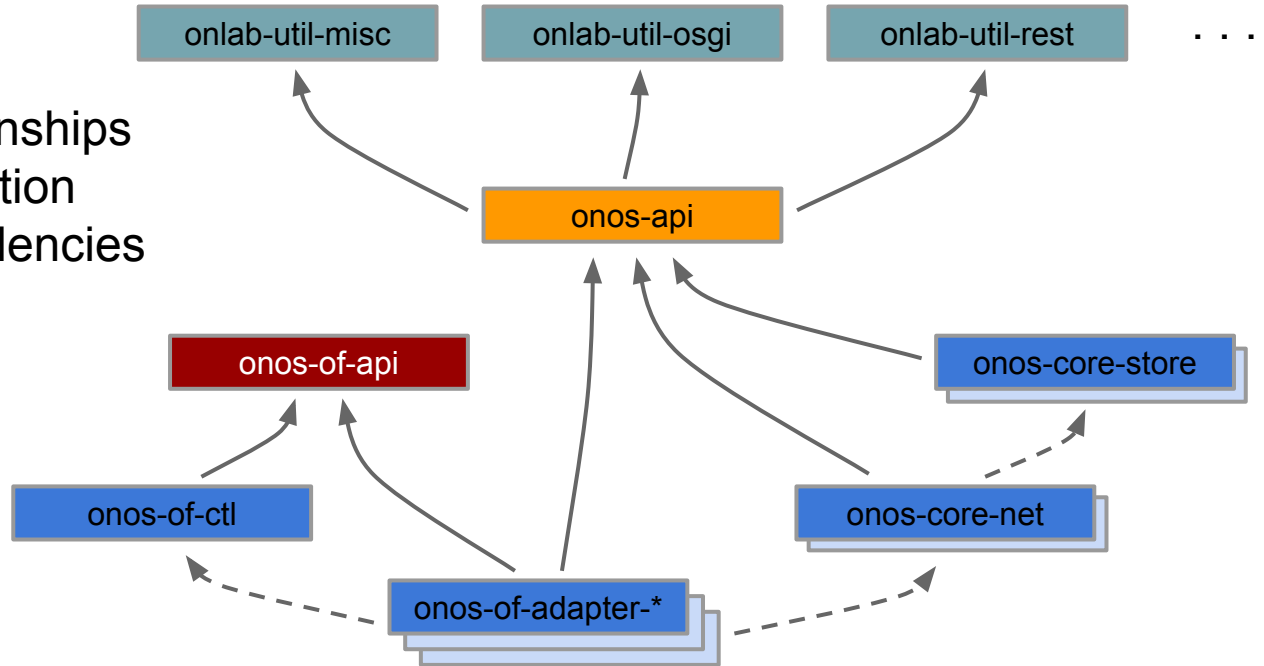 onlab-util-misc
onlab-util-osgi
onlab-util-rest
. . .
nships
tion
lencies
onos-api
onos-of-api
onos-core-store
onos-of-ctl
onos-core-net
onos-of-adapter-*